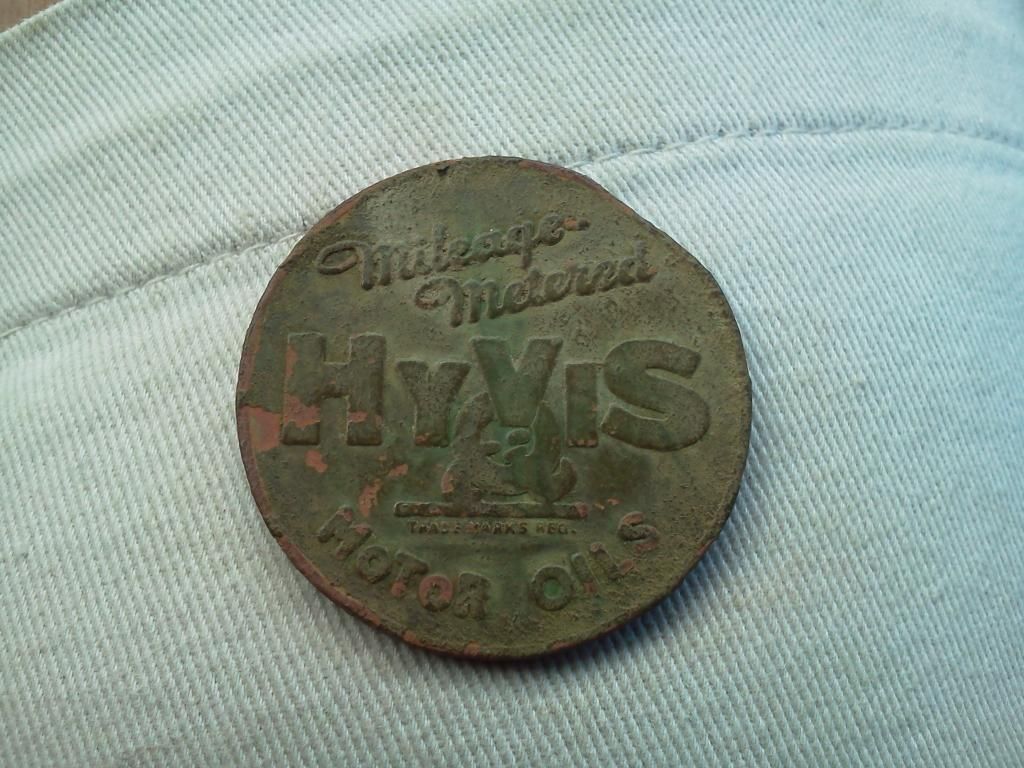 Mileage-
Metered
HYVIS
TRADE MARKS REG.
MOTOR OILS